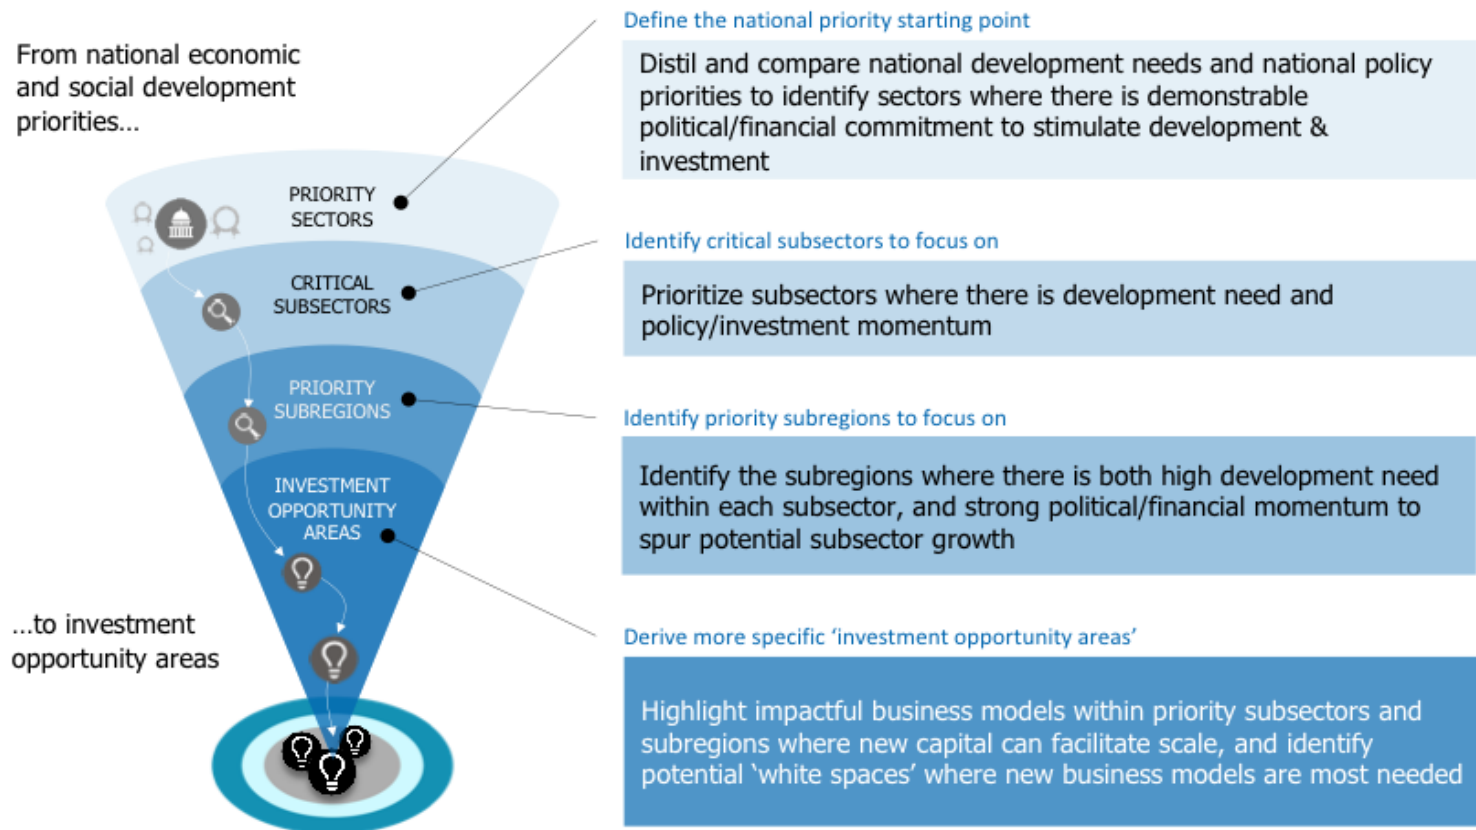 From national economic
and social development
priorities...
PRIORITY
SECTORS
CRITICAL
SUBSECTORS
PRIORITY
SUBREGIONS
INVESTMENT
OPPORTUNITY
AREAS
...to investment
opportunity areas
Define the national priority starting point
Distil and compare national development needs and national policy
priorities to identify sectors where there is demonstrable
political/financial commitment to stimulate development &
investment
Identify critical subsectors to focus on
Prioritize subsectors where there is development need and
policy/investment momentum
Identify priority subregions to focus on
Identify the subregions where there is both high development need
within each subsector, and strong political/financial momentum to
spur potential subsector growth
Derive more specific ‘investment opportunity areas’
Highlight impactful business models within priority subsectors and
subregions where new capital can facilitate scale, and identify
potential ‘white spaces’ where new business models are most needed